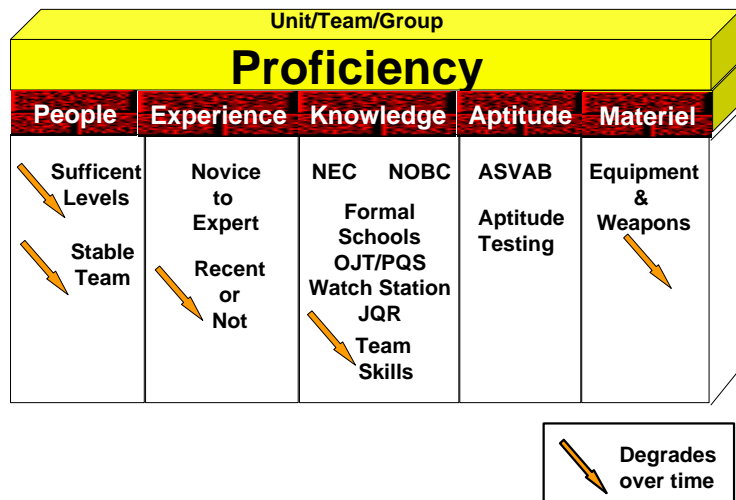 Unit/Team/Group
Proficiency
People
Experience
Knowledge
Aptitude
Materiel
Sufficent
Levels
Stable
Team
Novice
to
Expert
Recent
or
Not
NEC NOBC
Formal
Schools
OJT/PQS
Watch Station
JQR
Team
Skills
ASVAB
Aptitude
Testing
Equipment
&
Weapons
Degrades
over time